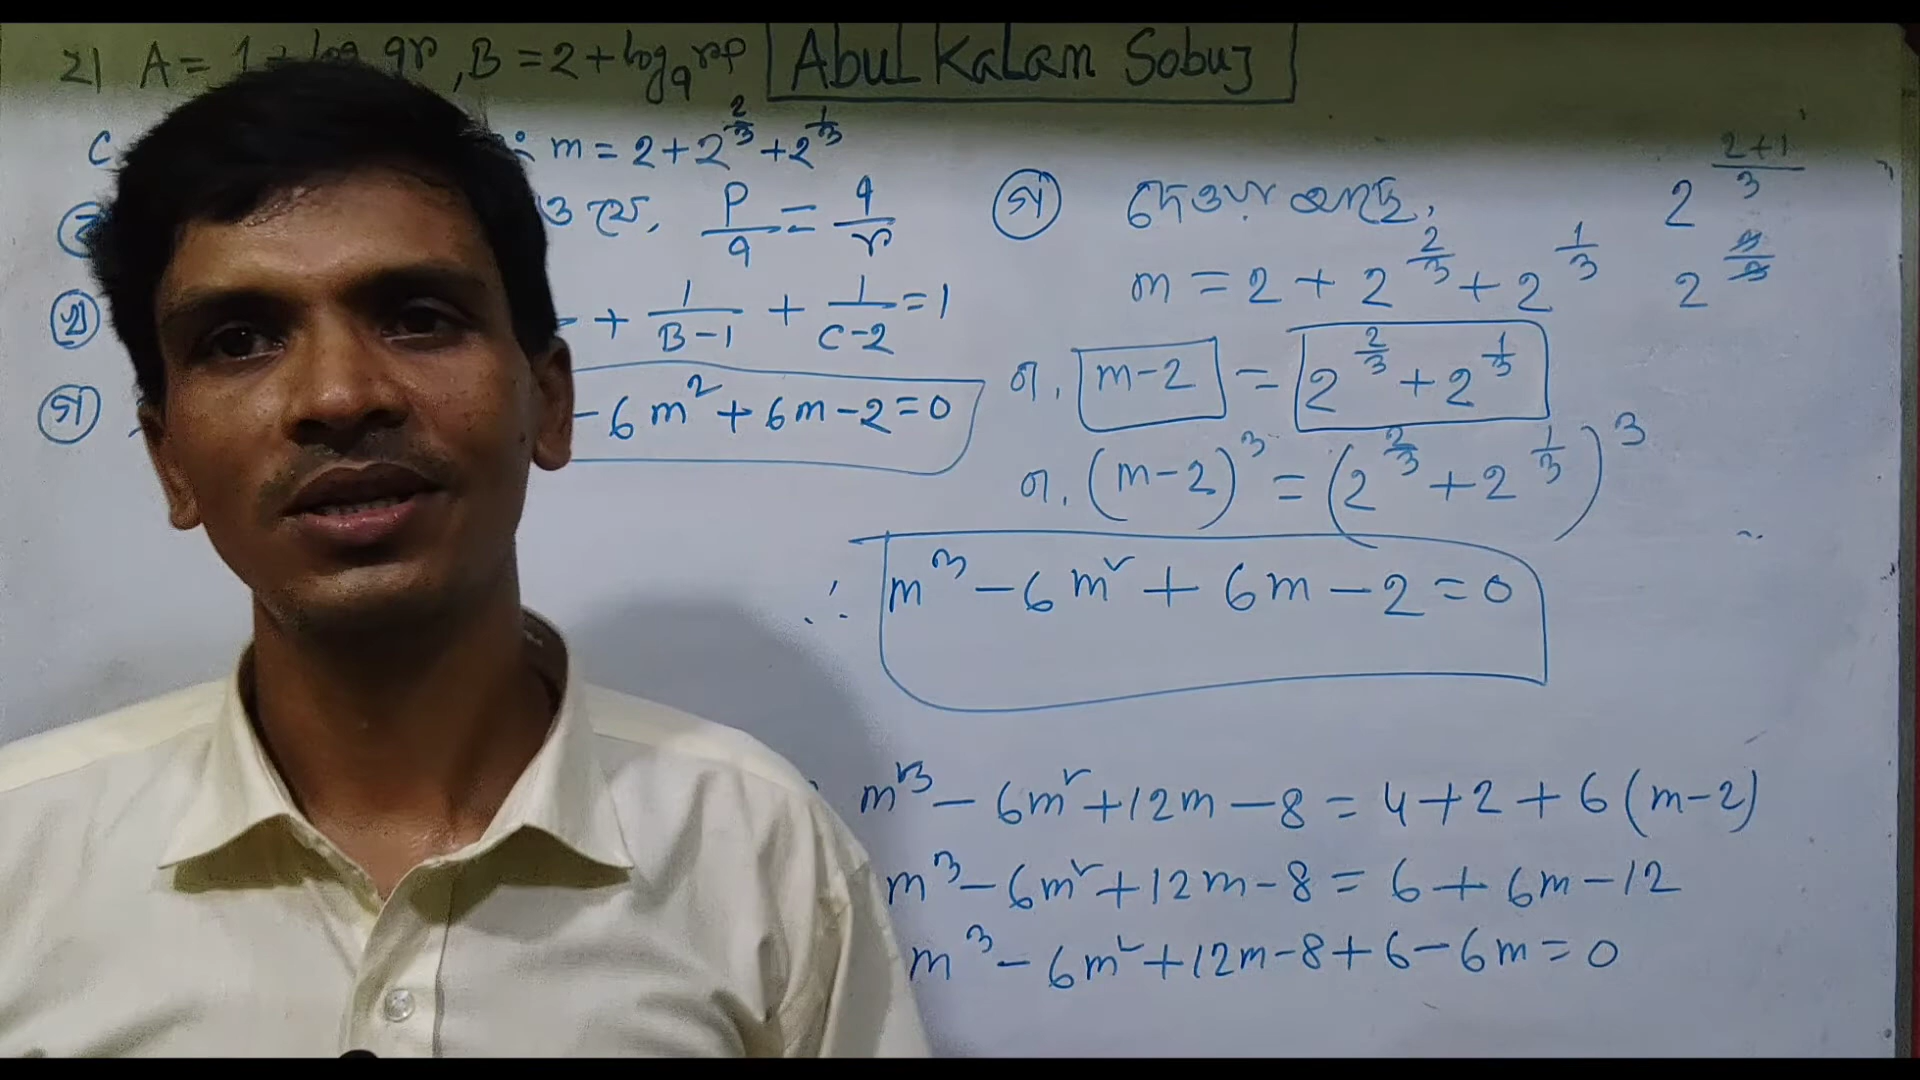 ২। A = 1 + log qr, B = 2 + log_q rp Abul Kalam Sobuj
C m = 2 + 2^(2/3) + 2^(1/3)
ও হয়, p/q = q/r
খ + 1/(B-1) + 1/(C-2) = 1
গ - 6m² + 6m - 2 = 0
গ দেওয়া আছে,
m = 2 + 2^(2/3) + 2^(1/3)
বা, m-2 = 2^(2/3) + 2^(1/3)
বা, (m-2)³ = (2^(2/3) + 2^(1/3))³
∴ m³ - 6m² + 6m - 2 = 0
2^((2+1)/3)
2^(3/3)
m³ - 6m² + 12m - 8 = 4 + 2 + 6(m-2)
m³ - 6m² + 12m - 8 = 6 + 6m - 12
m³ - 6m² + 12m - 8 + 6 - 6m = 0